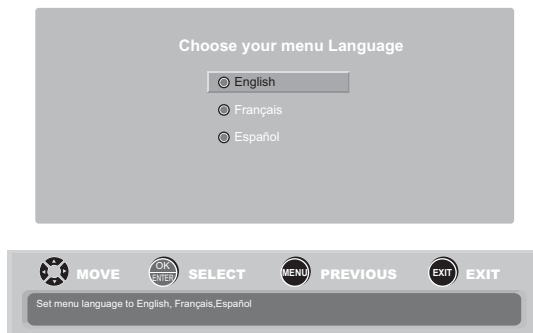 Choose your menu Language
English
Français
Español
MOVE OK ENTER SELECT MENU PREVIOUS EXIT EXIT
Set menu language to English, Français,Español